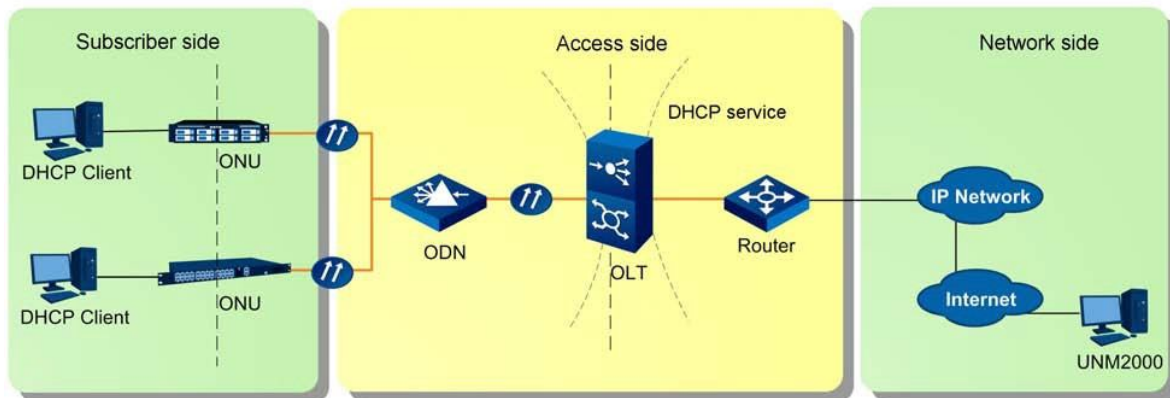 Subscriber side
Access side
Network side
DHCP service
DHCP Client
ONU
ODN
OLT
Router
IP Network
DHCP Client
ONU
Internet
UNM2000